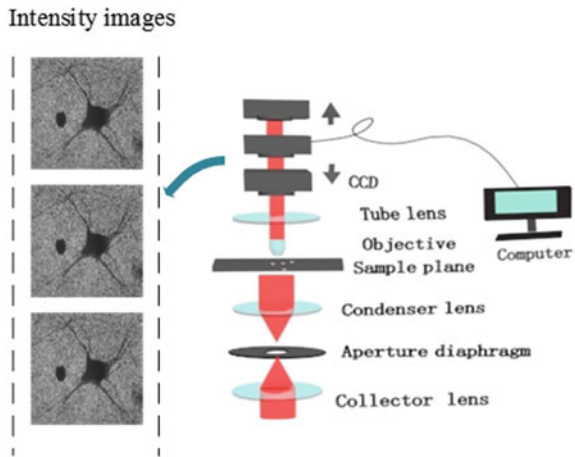 Intensity images
CCD
Tube lens
Objective
Sample plane
Computer
Condenser lens
Aperture diaphragm
Collector lens